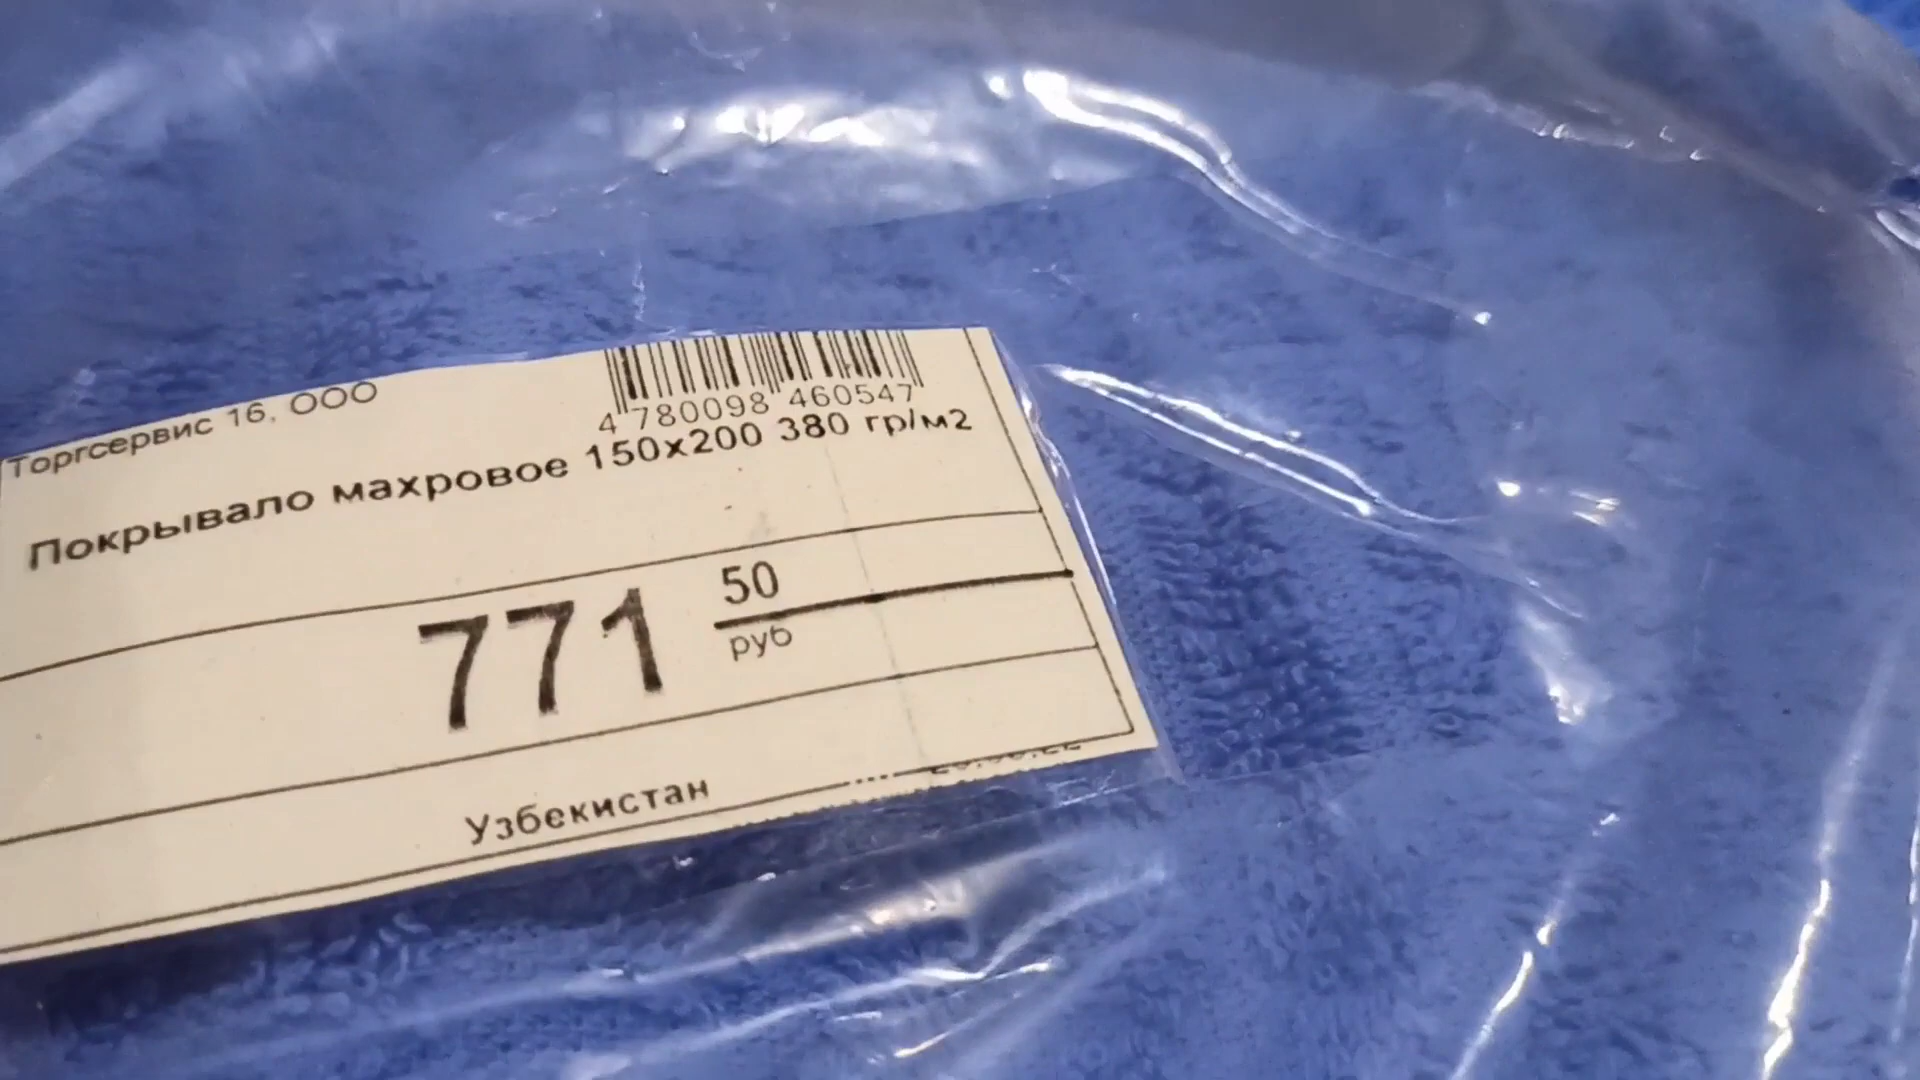 Торгсервис 16, ООО
4 780098 460547
Покрывало махровое 150х200 380 гр/м2
771 50
руб
Узбекистан